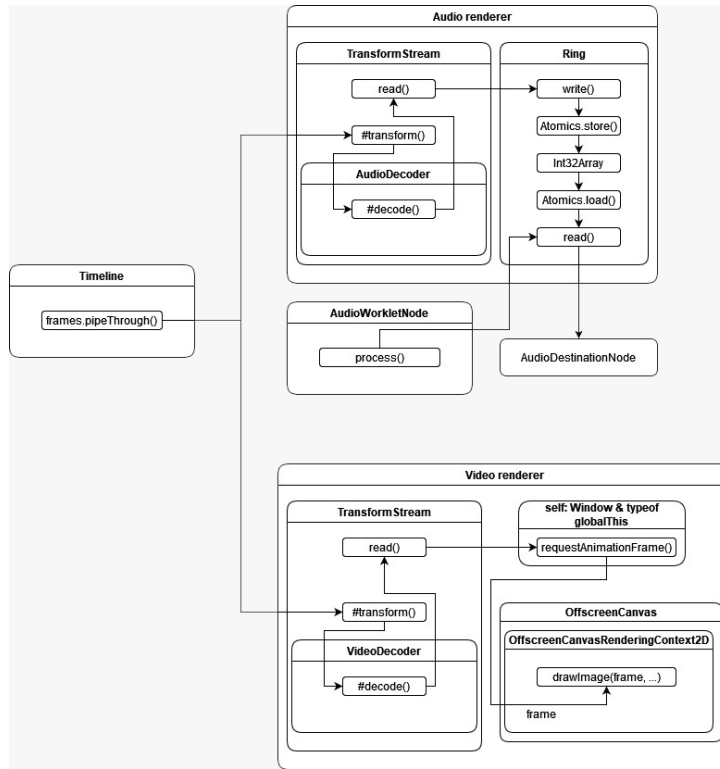 Audio renderer
TransformStream
Ring
read()
write()
#transform()
Atomics.store()
Int32Array
AudioDecoder
#decode()
Atomics.load()
read()
Timeline
frames.pipeThrough()
AudioWorkletNode
process()
AudioDestinationNode
Video renderer
TransformStream
self: Window & typeof
globalThis
read()
requestAnimationFrame()
#transform()
OffscreenCanvas
OffscreenCanvasRenderingContext2D
VideoDecoder
#decode()
drawImage(frame, ...)
frame